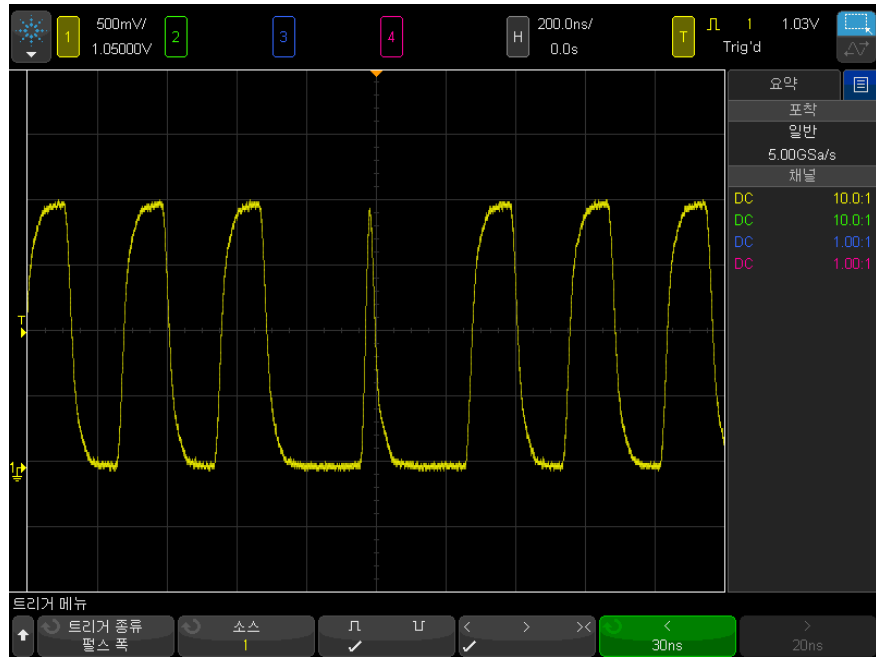 1 500mV/ 2 3 4 H 200.0ns/ T 1 1.03V
1.05000V 0.0s Trig'd
요약
포착
일반
5.00GSa/s
채널
DC 10.0:1
DC 10.0:1
DC 1.00:1
DC 1.00:1
T
1
트리거 메뉴
트리거 종류 소스 < > >< < >
펄스 폭 1 30ns 20ns